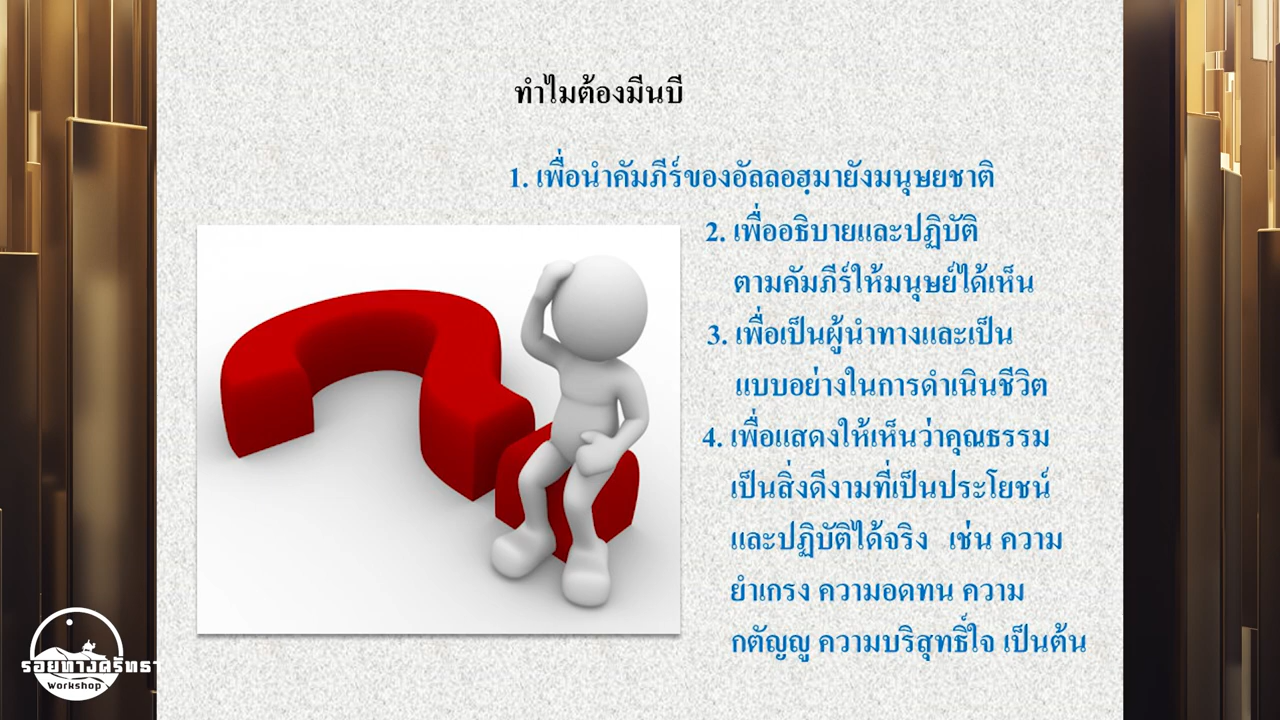 ทำไมต้องมีนบี
1. เพื่อนำคัมภีร์ของอัลลอฮฺมายังมนุษยชาติ
2. เพื่ออธิบายและปฏิบัติ
ตามคัมภีร์ให้มนุษย์ได้เห็น
3. เพื่อเป็นผู้นำทางและเป็น
แบบอย่างในการดำเนินชีวิต
4. เพื่อแสดงให้เห็นว่าคุณธรรม
เป็นสิ่งดีงามที่เป็นประโยชน์
และปฏิบัติได้จริง เช่น ความ
ยำเกรง ความอดทน ความ
กตัญญู ความบริสุทธิ์ใจ เป็นต้น
รอยทางศรัทธา
Workshop